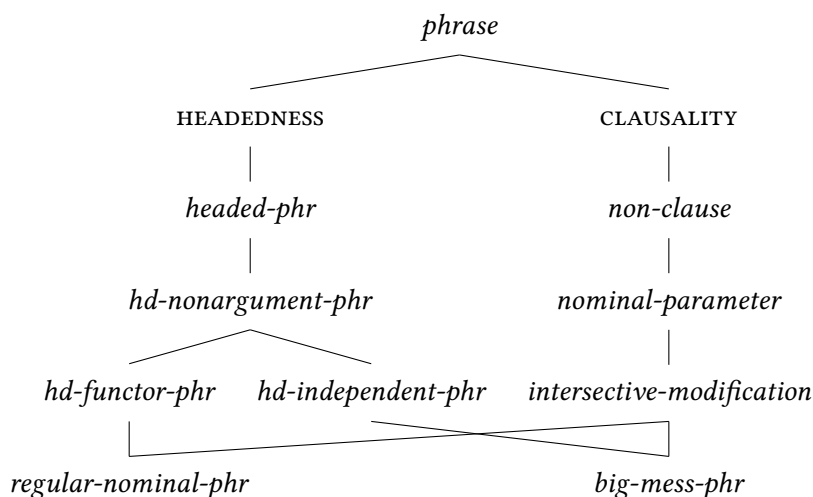 phrase
HEADEDNESS CLAUSALITY
headed-phr non-clause
hd-nonargument-phr nominal-parameter
hd-functor-phr hd-independent-phr intersective-modification
regular-nominal-phr big-mess-phr